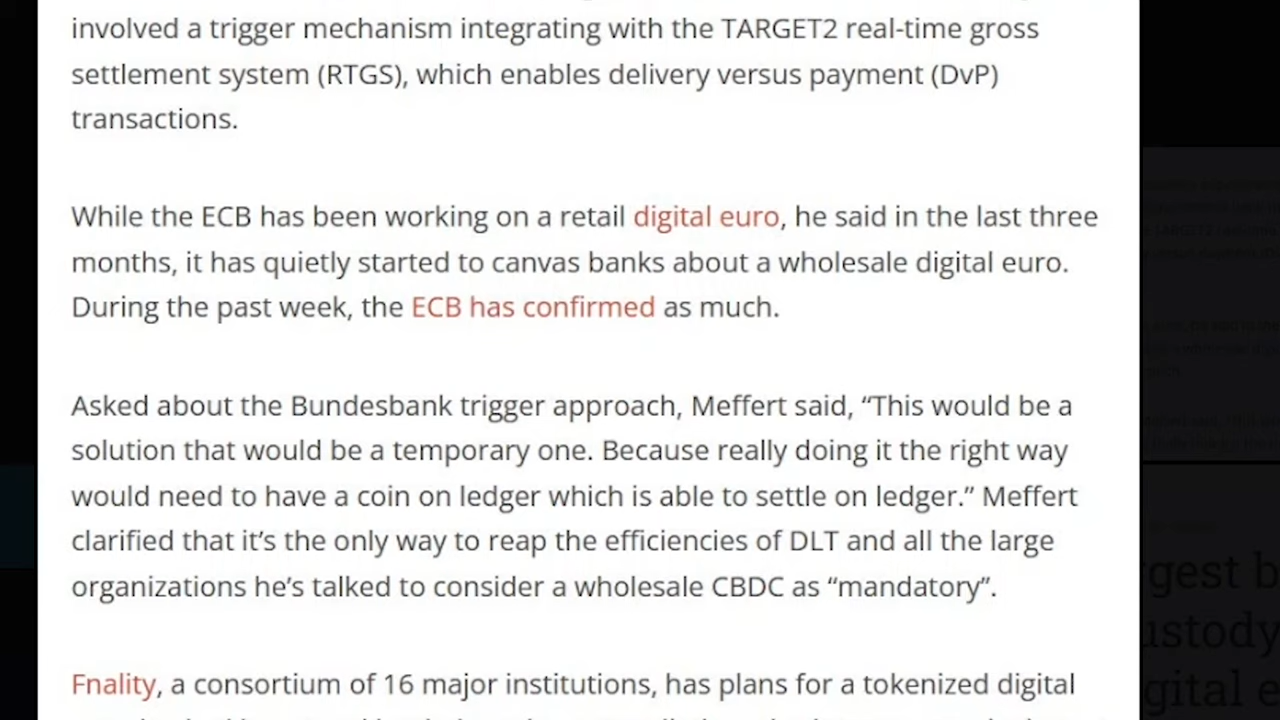 involved a trigger mechanism integrating with the TARGET2 real-time gross
settlement system (RTGS), which enables delivery versus payment (DvP)
transactions.
While the ECB has been working on a retail digital euro, he said in the last three
months, it has quietly started to canvas banks about a wholesale digital euro.
During the past week, the ECB has confirmed as much.
Asked about the Bundesbank trigger approach, Meffert said, “This would be a
solution that would be a temporary one. Because really doing it the right way
would need to have a coin on ledger which is able to settle on ledger.” Meffert
clarified that it’s the only way to reap the efficiencies of DLT and all the large
organizations he’s talked to consider a wholesale CBDC as “mandatory”.
Fnality, a consortium of 16 major institutions, has plans for a tokenized digital